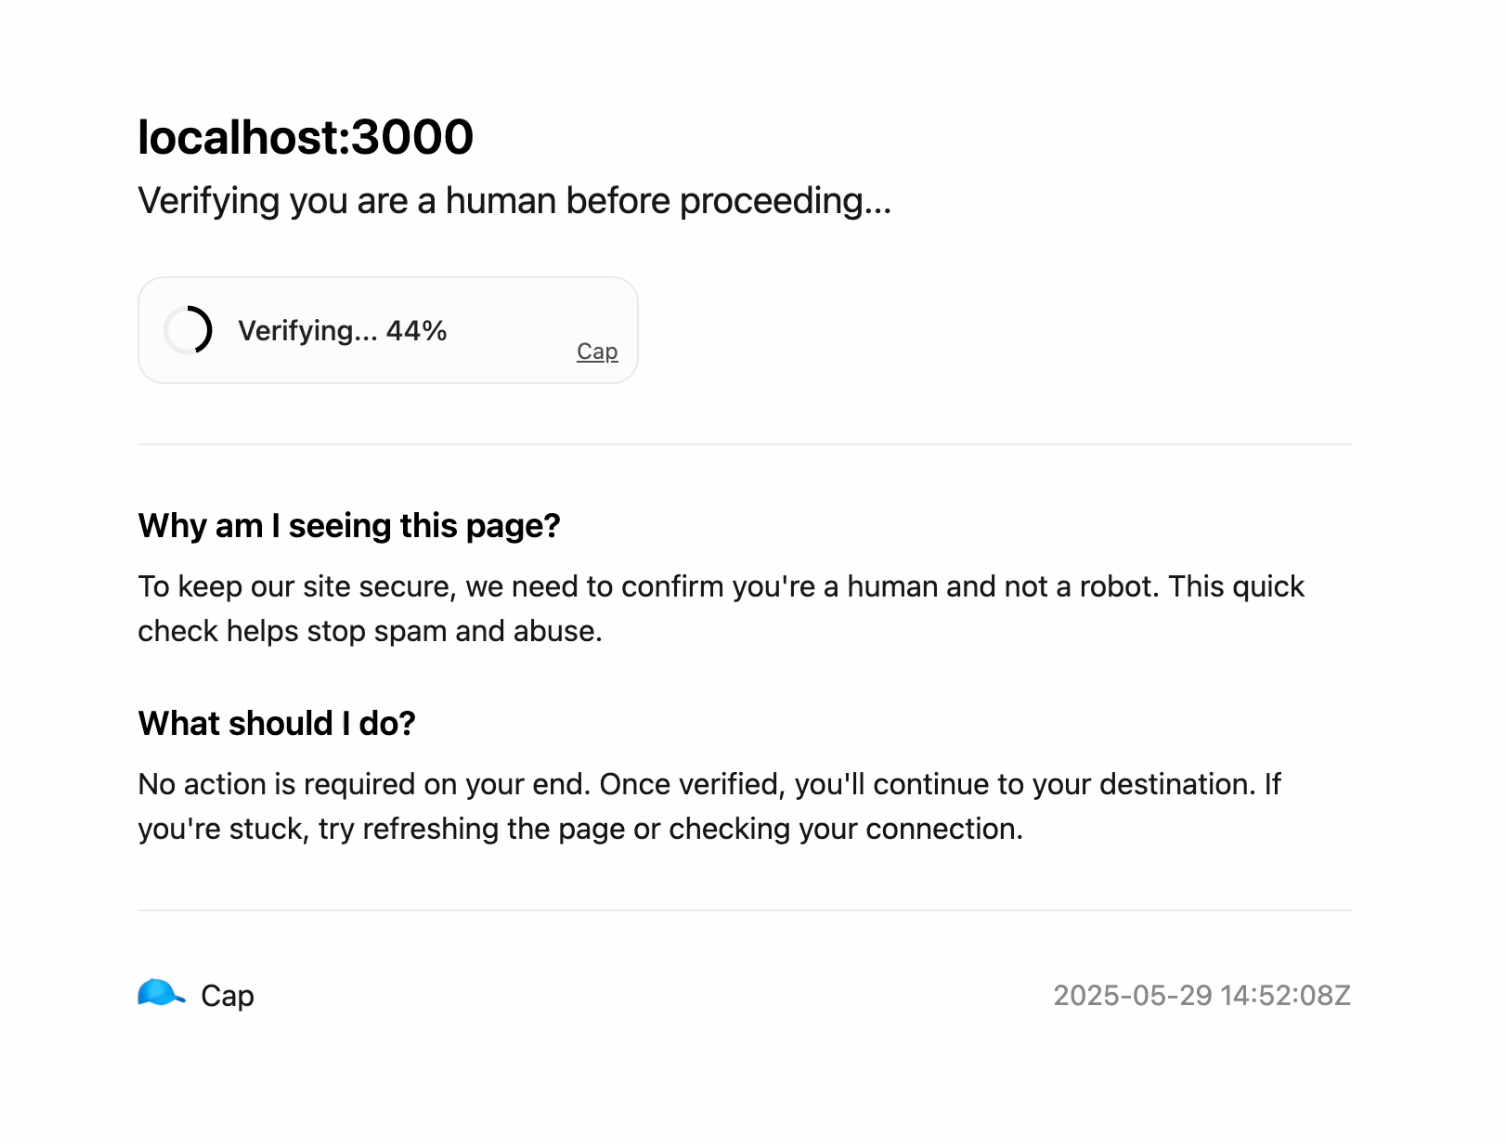 localhost:3000
Verifying you are a human before proceeding...
Verifying... 44%
Cap
Why am I seeing this page?
To keep our site secure, we need to confirm you're a human and not a robot. This quick
check helps stop spam and abuse.
What should I do?
No action is required on your end. Once verified, you'll continue to your destination. If
you're stuck, try refreshing the page or checking your connection.
Cap
2025-05-29 14:52:08Z